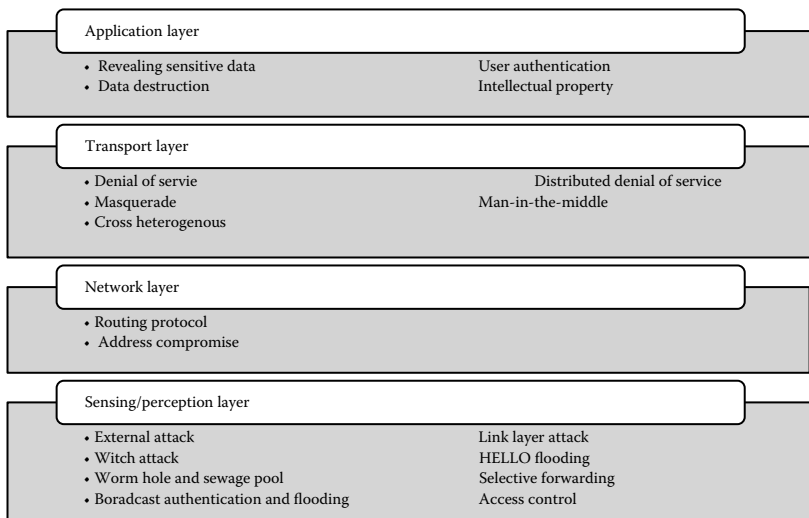 Application layer
• Revealing sensitive data User authentication
• Data destruction Intellectual property
Transport layer
• Denial of servie Distributed denial of service
• Masquerade Man-in-the-middle
• Cross heterogenous
Network layer
• Routing protocol
• Address compromise
Sensing/perception layer
• External attack Link layer attack
• Witch attack HELLO flooding
• Worm hole and sewage pool Selective forwarding
• Boradcast authentication and flooding Access control